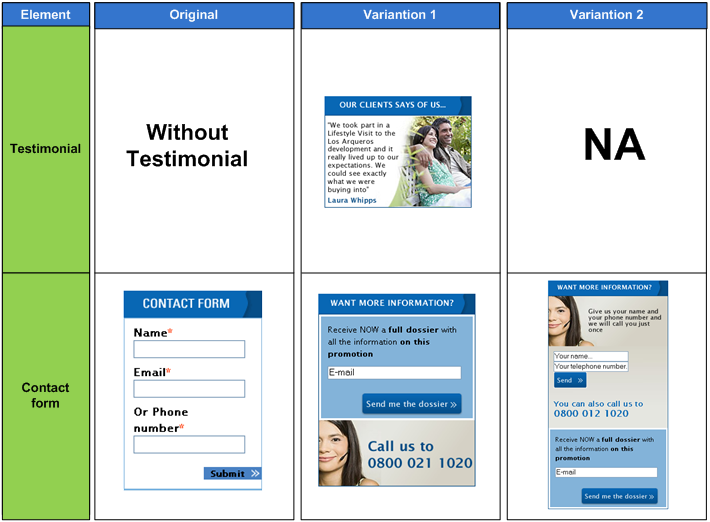 Element
Original
Variantion 1
Variantion 2
Testimonial
Without
Testimonial
OUR CLIENTS SAYS OF US...
"We took part in a
Lifestyle Visit to the
Los Arqueros
development and it
really lived up to our
expectations. We
could see exactly
what we were
buying into"
Laura Whipps
NA
Contact
form
CONTACT FORM
Name*
Email*
Or Phone
number*
Submit »
WANT MORE INFORMATION?
Receive NOW a full dossier with
all the information on this
promotion
E-mail
Send me the dossier »
Call us to
0800 021 1020
WANT MORE INFORMATION?
Give us your name and
your phone number and
we will call you just
once
Your name...
Your telephone number.
Send »
You can also call us to
0800 012 1020
Receive NOW a full dossier with
all the information on this
promotion
E-mail
Send me the dossier »